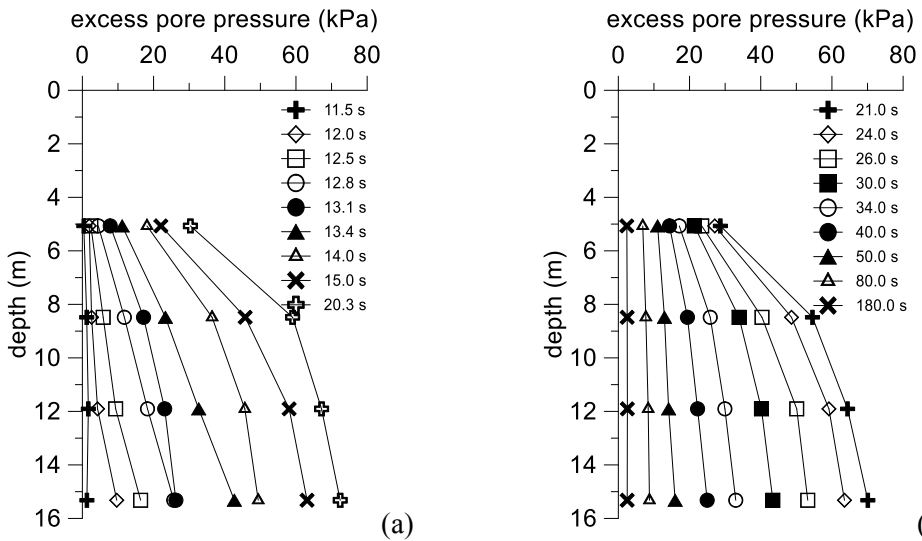 excess pore pressure (kPa)
0 20 40 60 80
0
2
4
6
8
10
12
14
16
depth (m)
11.5 s
12.0 s
12.5 s
12.8 s
13.1 s
13.4 s
14.0 s
15.0 s
20.3 s
(a)
excess pore pressure (kPa)
0 20 40 60 80
0
2
4
6
8
10
12
14
16
depth (m)
21.0 s
24.0 s
26.0 s
30.0 s
34.0 s
40.0 s
50.0 s
80.0 s
180.0 s
(